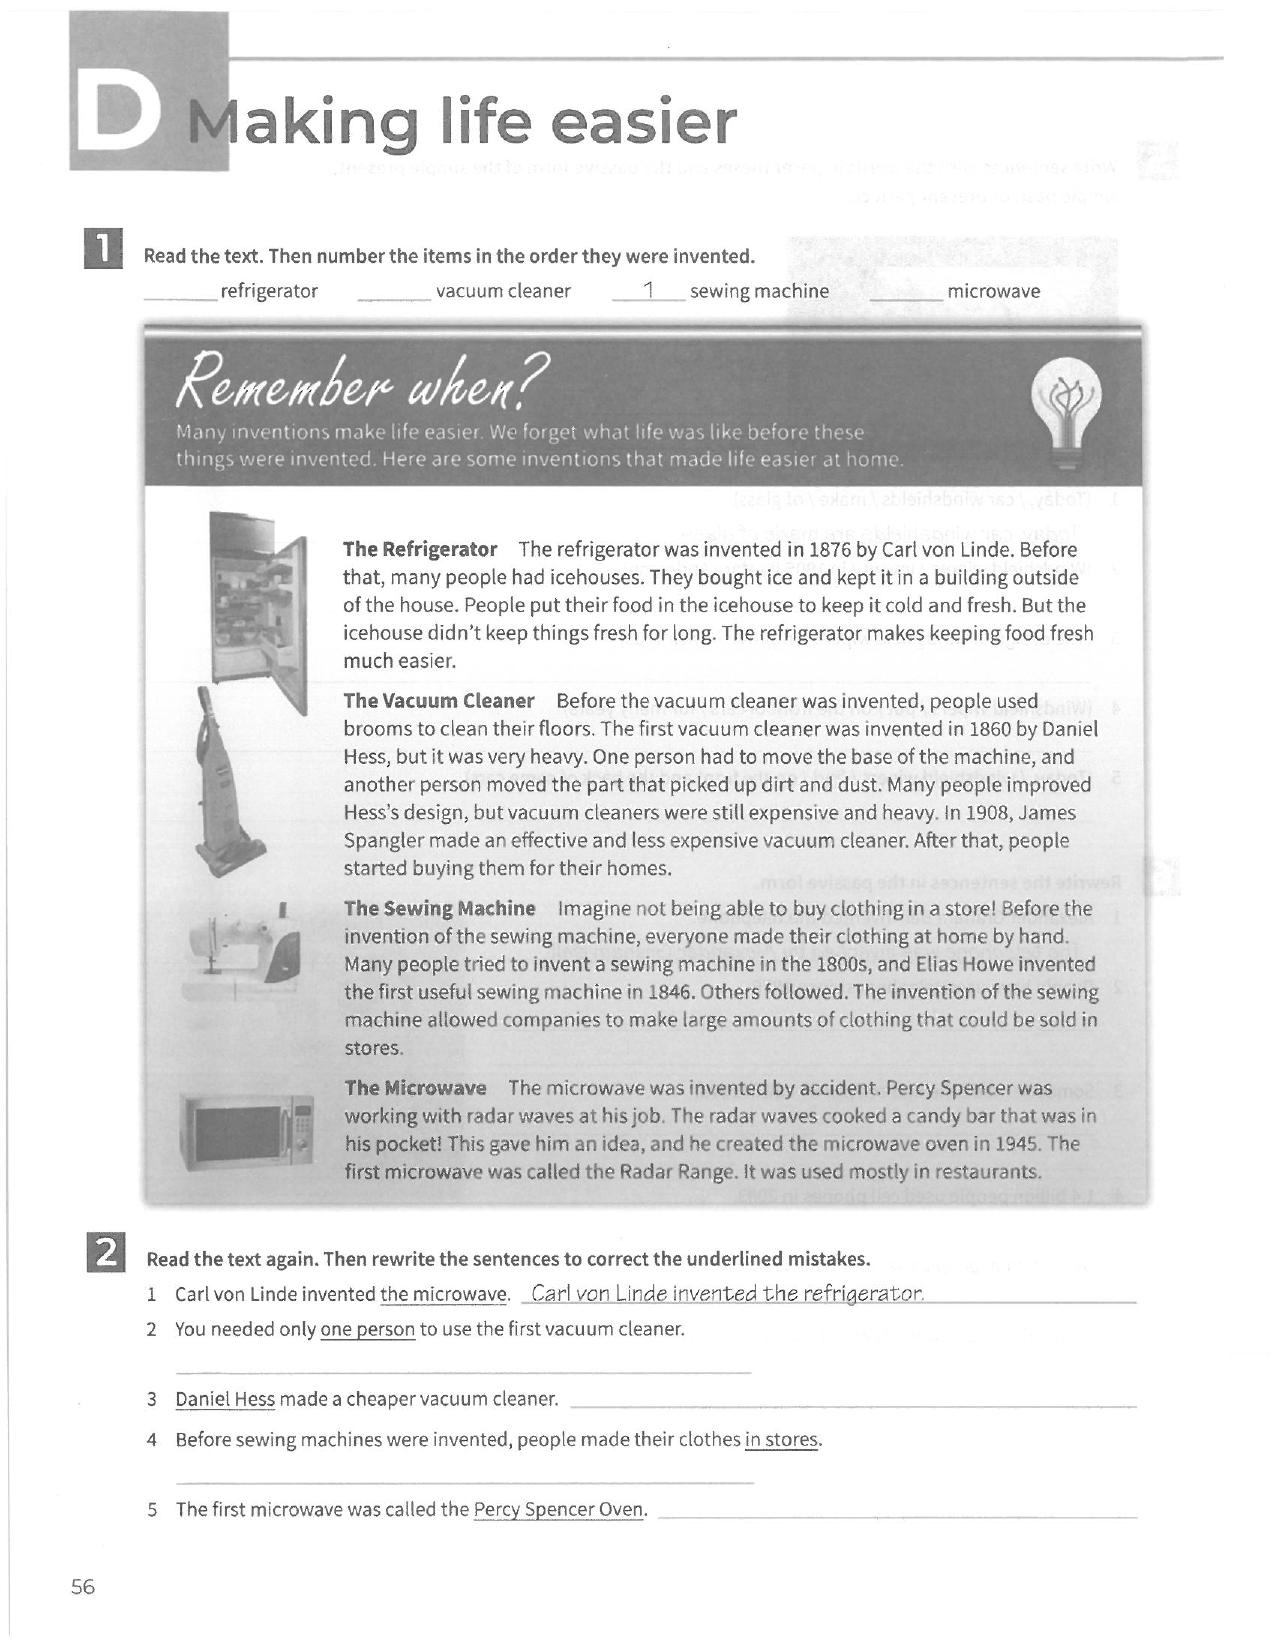 D Making life easier
1 Read the text. Then number the items in the order they were invented.
______ refrigerator ______ vacuum cleaner 1 sewing machine ______ microwave
Remember when?
Many inventions make life easier. We forget what life was like before these
things were invented. Here are some inventions that made life easier at home.
The Refrigerator The refrigerator was invented in 1876 by Carl von Linde. Before
that, many people had icehouses. They bought ice and kept it in a building outside
of the house. People put their food in the icehouse to keep it cold and fresh. But the
icehouse didn't keep things fresh for long. The refrigerator makes keeping food fresh
much easier.
The Vacuum Cleaner Before the vacuum cleaner was invented, people used
brooms to clean their floors. The first vacuum cleaner was invented in 1860 by Daniel
Hess, but it was very heavy. One person had to move the base of the machine, and
another person moved the part that picked up dirt and dust. Many people improved
Hess's design, but vacuum cleaners were still expensive and heavy. In 1908, James
Spangler made an effective and less expensive vacuum cleaner. After that, people
started buying them for their homes.
The Sewing Machine Imagine not being able to buy clothing in a store! Before the
invention of the sewing machine, everyone made their clothing at home by hand.
Many people tried to invent a sewing machine in the 1800s, and Elias Howe invented
the first useful sewing machine in 1846. Others followed. The invention of the sewing
machine allowed companies to make large amounts of clothing that could be sold in
stores.
The Microwave The microwave was invented by accident. Percy Spencer was
working with radar waves at his job. The radar waves cooked a candy bar that was in
his pocket! This gave him an idea, and he created the microwave oven in 1945. The
first microwave was called the Radar Range. It was used mostly in restaurants.
2 Read the text again. Then rewrite the sentences to correct the underlined mistakes.
1 Carl von Linde invented the microwave. Carl von Linde invented the refrigerator.
2 You needed only one person to use the first vacuum cleaner.
3 Daniel Hess made a cheaper vacuum cleaner.
4 Before sewing machines were invented, people made their clothes in stores.
5 The first microwave was called the Percy Spencer Oven.
56